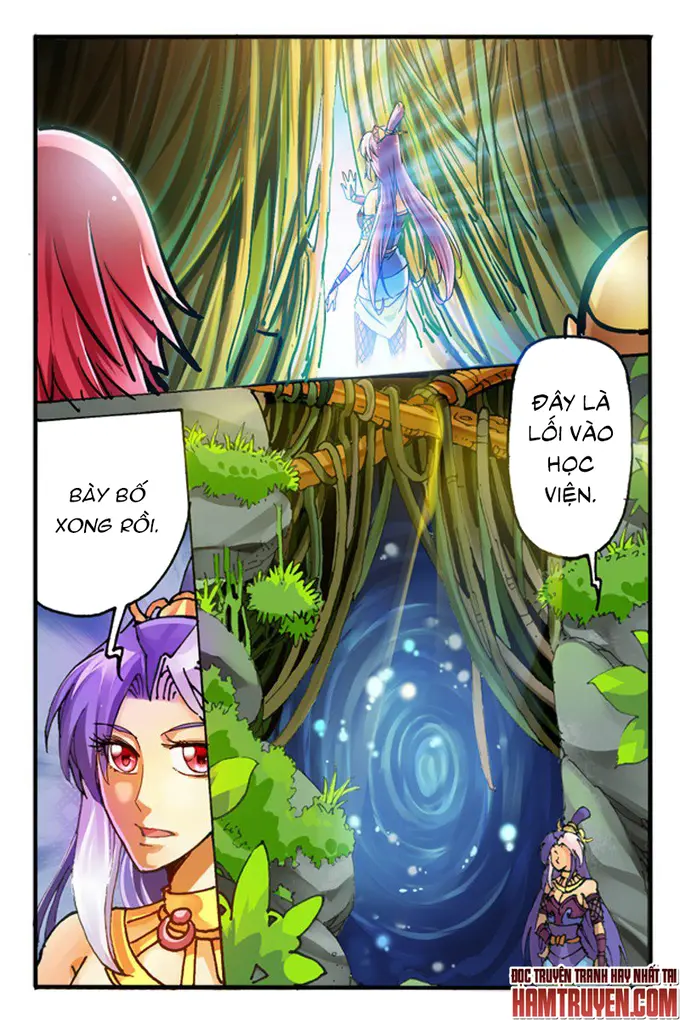 BÀY BỐ
XONG RỒI.
ĐÂY LÀ
LỐI VÀO
HỌC
VIỆN.
ĐỌC TRUYỆN TRANH HAY NHẤT TẠI
HAMTRUYEN.COM